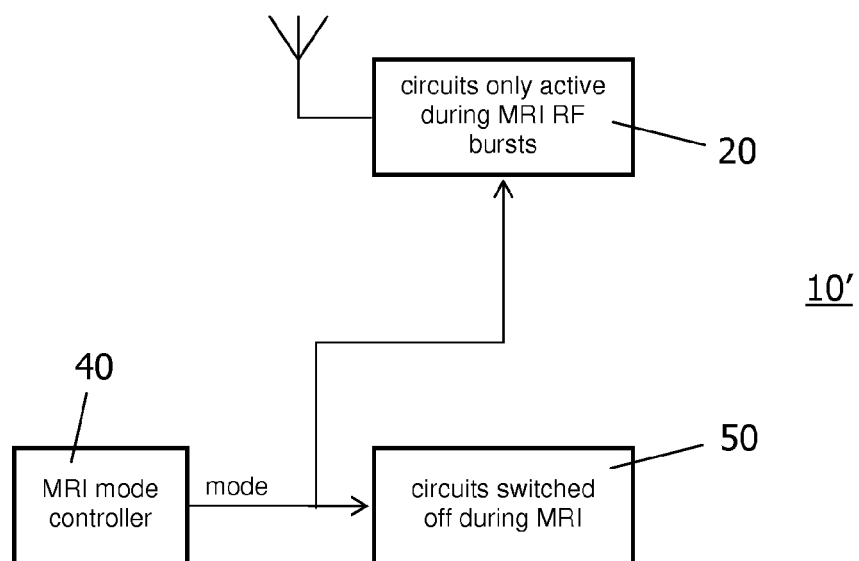 circuits only active
during MRI RF
bursts
20
10'
40
50
MRI mode
controller
mode
circuits switched
off during MRI